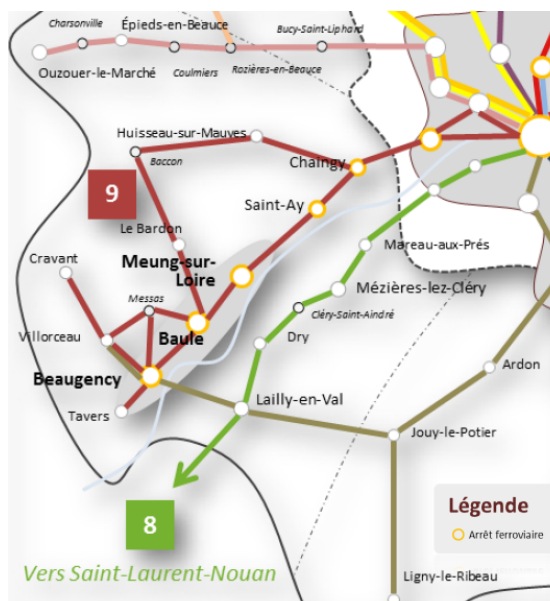 Charsonville
Épieds-en-Beauce
Bucy-Saint-Liphard
Ouzouer-le-Marché
Coulmiers
Rozières-en-Beauce
Huisseau-sur-Mauves
Baccon
Chaingy
9
Saint-Ay
Le Bardon
Cravant
Meung-sur-
Loire
Mareau-aux-Prés
Messas
Mézières-lez-Cléry
Cléry-Saint-Aindré
Villorceau
Baule
Dry
Beaugency
Ardon
Tavers
Lailly-en-Val
Jouy-le-Potier
8
Légende
Arrêt ferroviaire
Vers Saint-Laurent-Nouan
Ligny-le-Ribeau